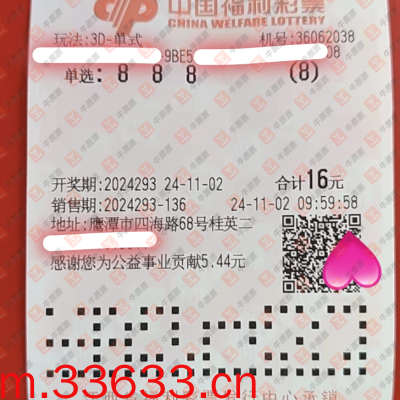 中国福利彩票
CHINA WELFARE LOTTERY
玩法:3D-单式 机号:36062038
9BE5 08
单选: 8 8 8 (8)
开奖期:2024293 24-11-02 合计16元
销售期:2024293-136 24-11-02 09:59:58
地址:鹰潭市四海路68号桂英二
感谢您为公益事业贡献5.44元
m.33633.cn
中心承销